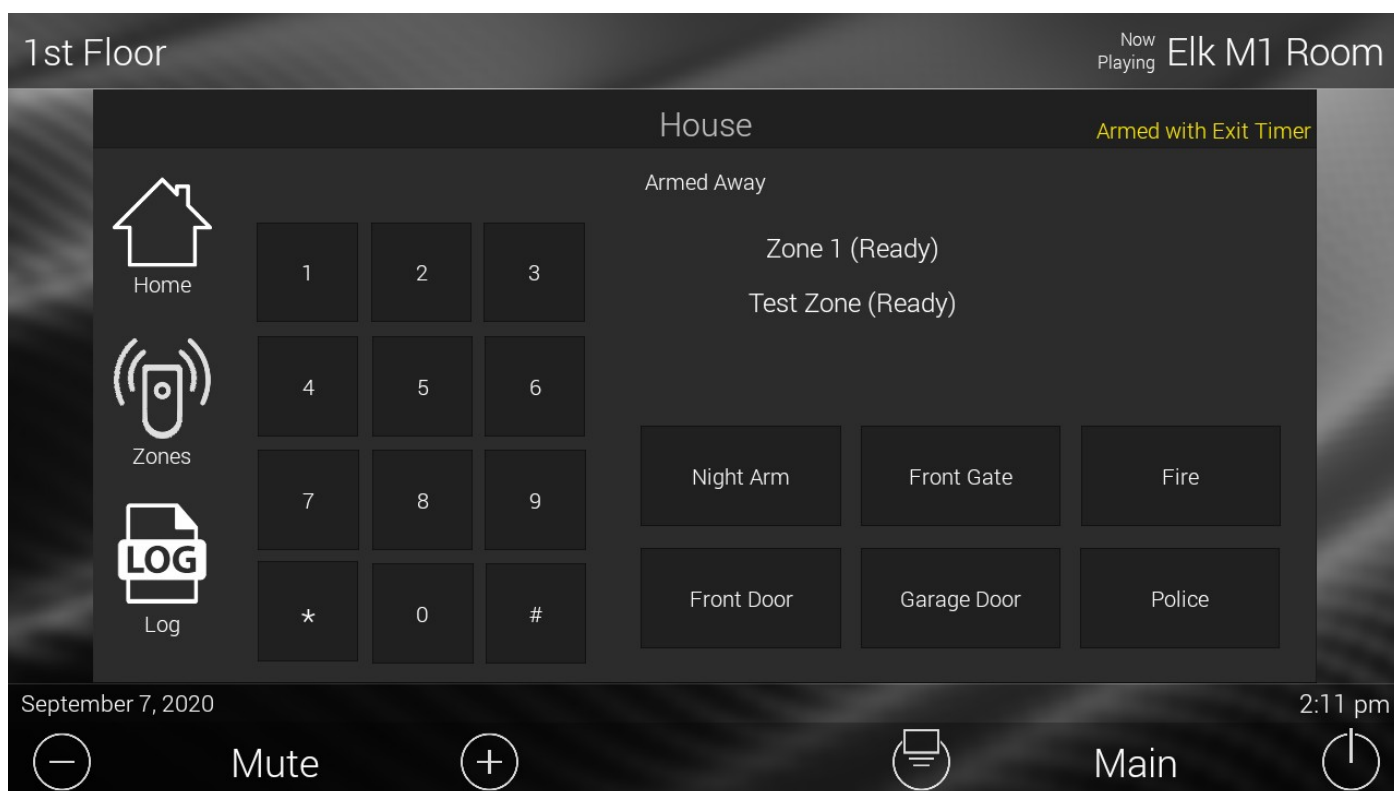 1st Floor
Now Playing Elk M1 Room
House
Armed with Exit Timer
Armed Away
Home
Zones
LOG
Log
1 2 3
4 5 6
7 8 9
* 0 #
Zone 1 (Ready)
Test Zone (Ready)
Night Arm Front Gate Fire
Front Door Garage Door Police
September 7, 2020
2:11 pm
Mute
Main